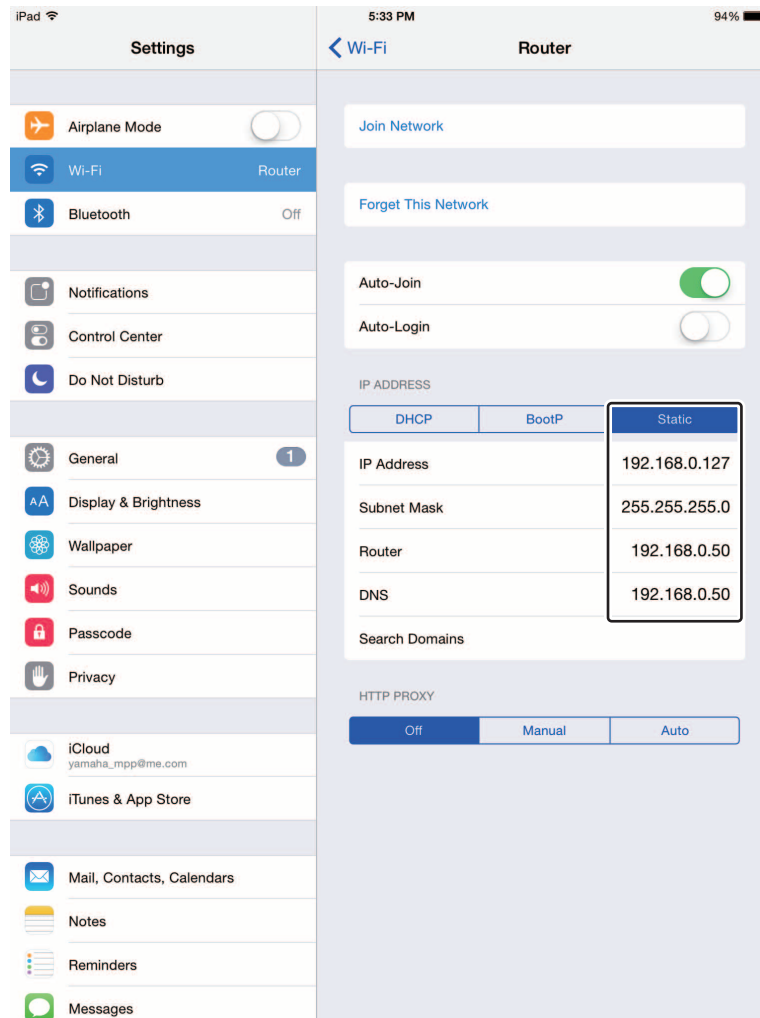 iPad
5:33 PM
94%
Settings
Wi-Fi
Router
Airplane Mode
Wi-Fi
Router
Bluetooth
Off
Notifications
Control Center
Do Not Disturb
General
1
AA
Display & Brightness
Wallpaper
Sounds
Passcode
Privacy
iCloud
yamaha_mpp@me.com
iTunes & App Store
Mail, Contacts, Calendars
Notes
Reminders
Messages
Join Network
Forget This Network
Auto-Join
Auto-Login
IP ADDRESS
DHCP
BootP
Static
IP Address
192.168.0.127
Subnet Mask
255.255.255.0
Router
192.168.0.50
DNS
192.168.0.50
Search Domains
HTTP PROXY
Off
Manual
Auto